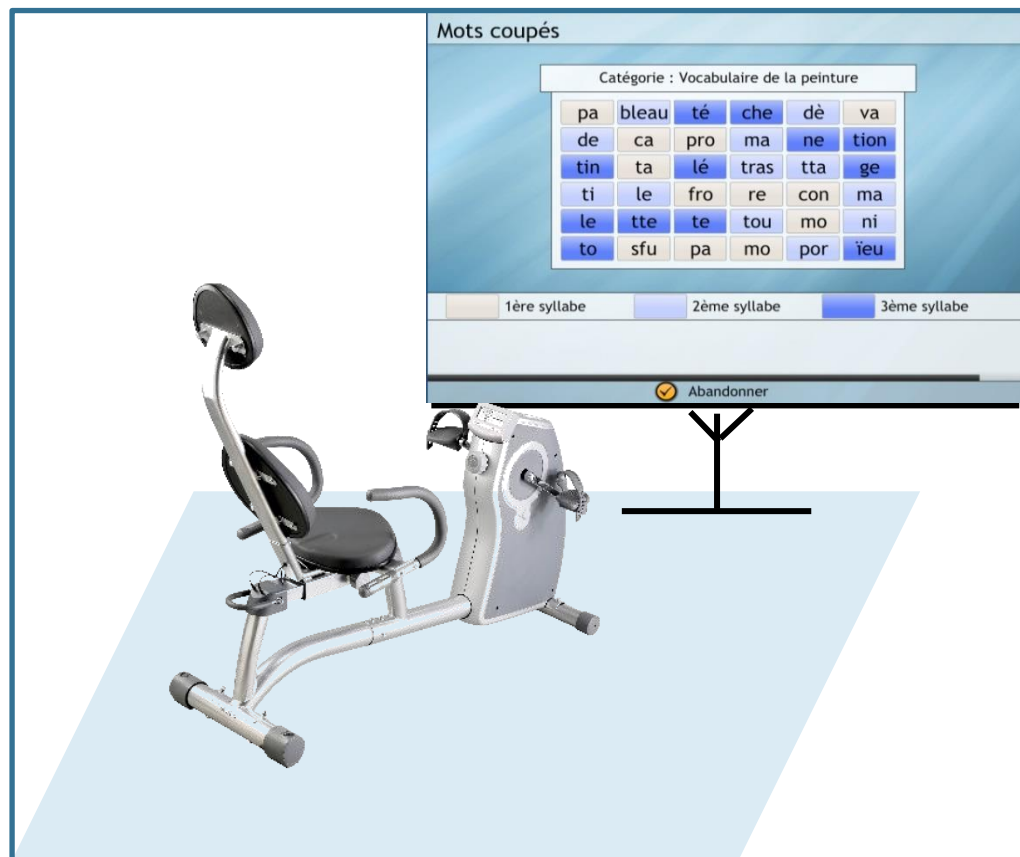 Mots coupés
Catégorie : Vocabulaire de la peinture
pa bleau té che dè va
de ca pro ma ne tion
tin ta lé tras tta ge
ti le fro re con ma
le tte te tou mo ni
to sfu pa mo por ïeu
1ère syllabe 2ème syllabe 3ème syllabe
Abandonner